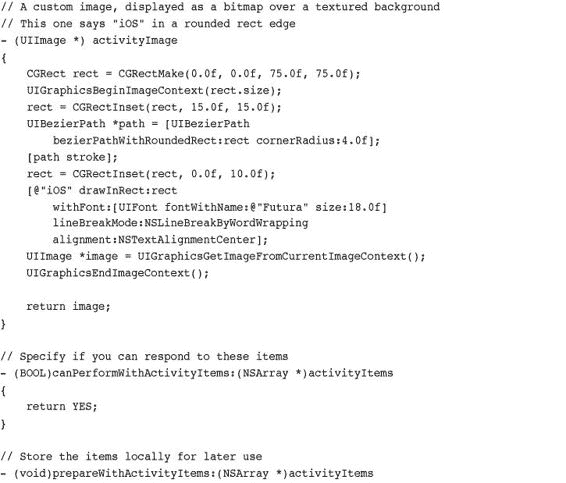 // A custom image, displayed as a bitmap over a textured background
// This one says "iOS" in a rounded rect edge
- (UIImage *) activityImage
{
    CGRect rect = CGRectMake(0.0f, 0.0f, 75.0f, 75.0f);
    UIGraphicsBeginImageContext(rect.size);
    rect = CGRectInset(rect, 15.0f, 15.0f);
    UIBezierPath *path = [UIBezierPath
        bezierPathWithRoundedRect:rect cornerRadius:4.0f];
    [path stroke];
    rect = CGRectInset(rect, 0.0f, 10.0f);
    [@"iOS" drawInRect:rect
        withFont:[UIFont fontWithName:@"Futura" size:18.0f]
        lineBreakMode:NSLineBreakByWordWrapping
        alignment:NSTextAlignmentCenter];
    UIImage *image = UIGraphicsGetImageFromCurrentImageContext();
    UIGraphicsEndImageContext();

    return image;
}

// Specify if you can respond to these items
- (BOOL)canPerformWithActivityItems:(NSArray *)activityItems
{
    return YES;
}

// Store the items locally for later use
- (void)prepareWithActivityItems:(NSArray *)activityItems